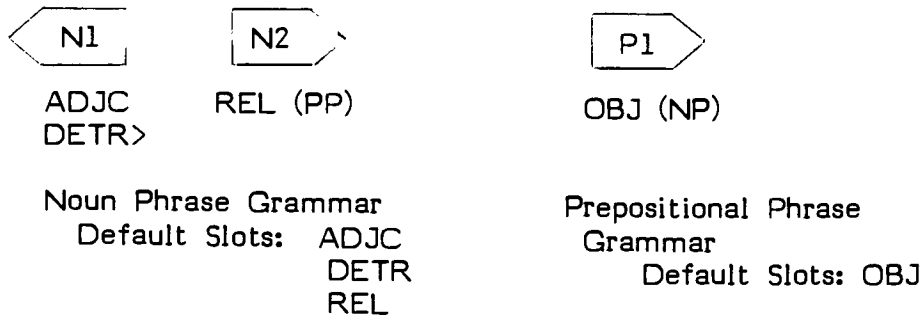 N1 N2 P1
ADJC REL (PP) OBJ (NP)
DETR>
Noun Phrase Grammar
Default Slots: ADJC
DETR
REL
Prepositional Phrase
Grammar
Default Slots: OBJ